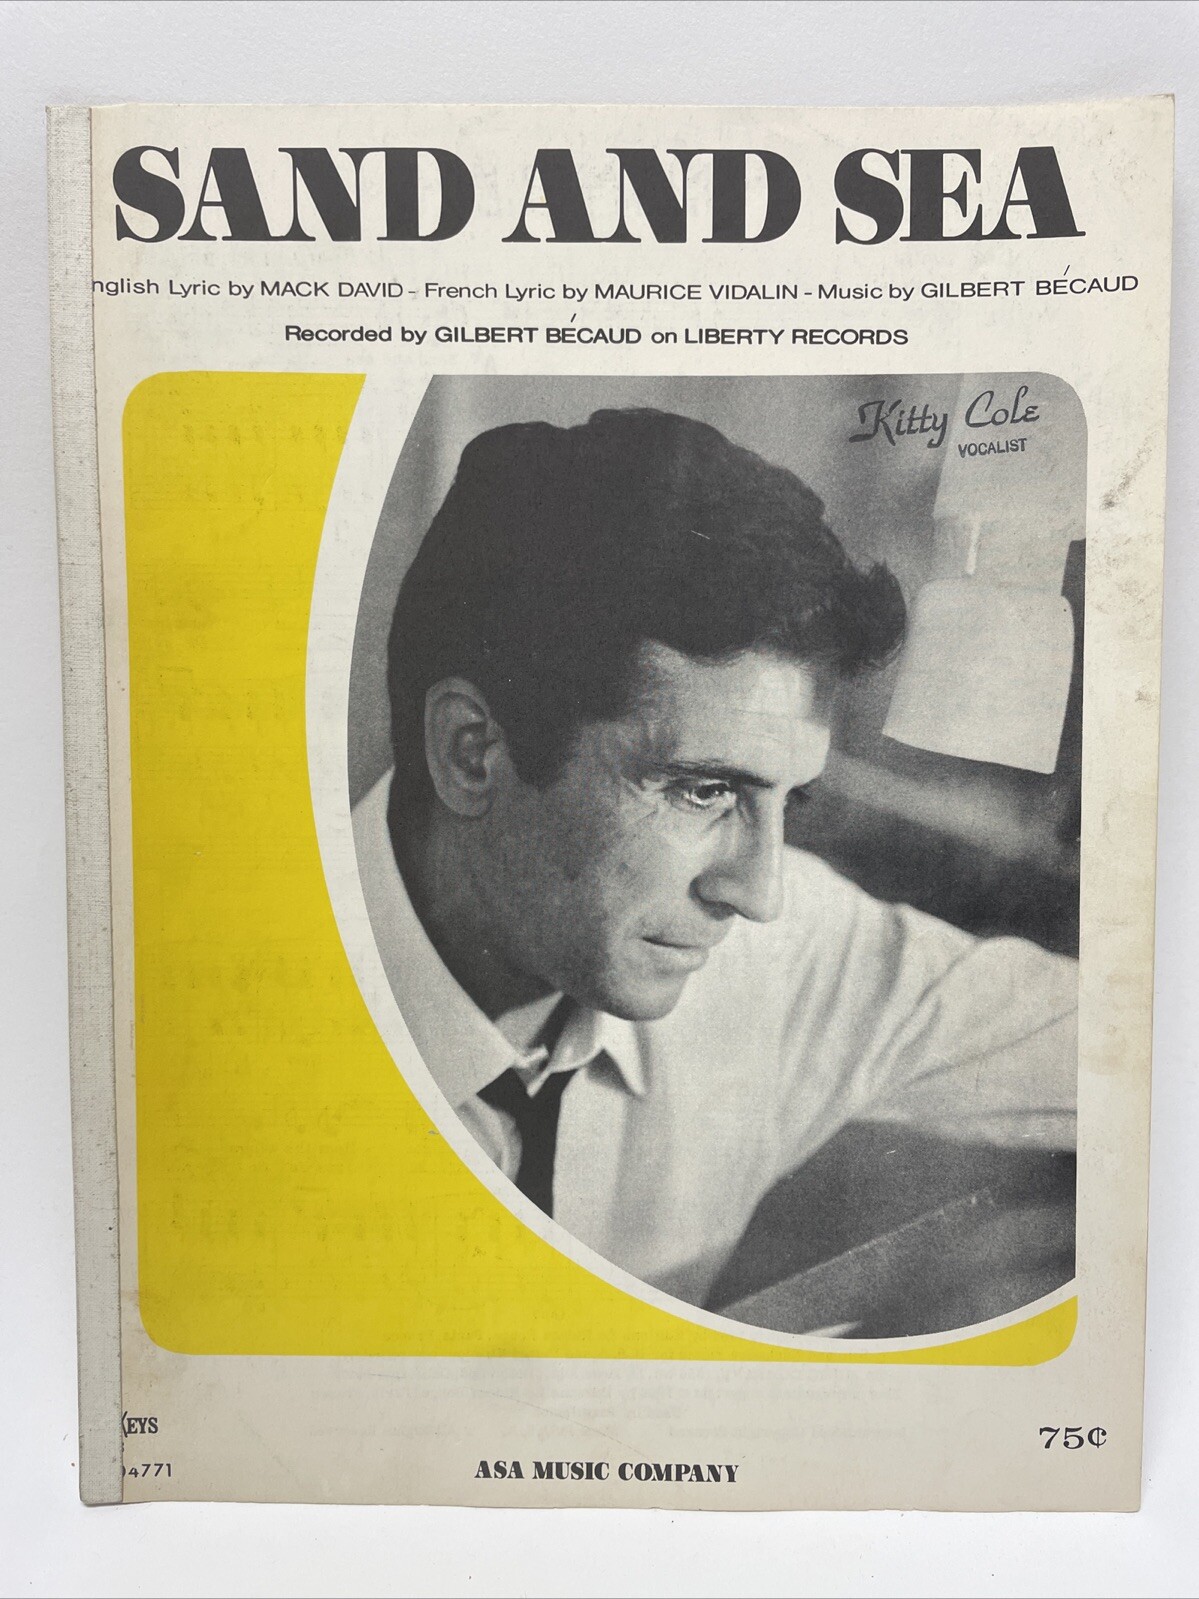 SAND AND SEA
nglish Lyric by MACK DAVID - French Lyric by MAURICE VIDALIN - Music by GILBERT BÉCAUD
Recorded by GILBERT BÉCAUD on LIBERTY RECORDS
Kitty Cole
VOCALIST
KEYS
4771
ASA MUSIC COMPANY
75¢